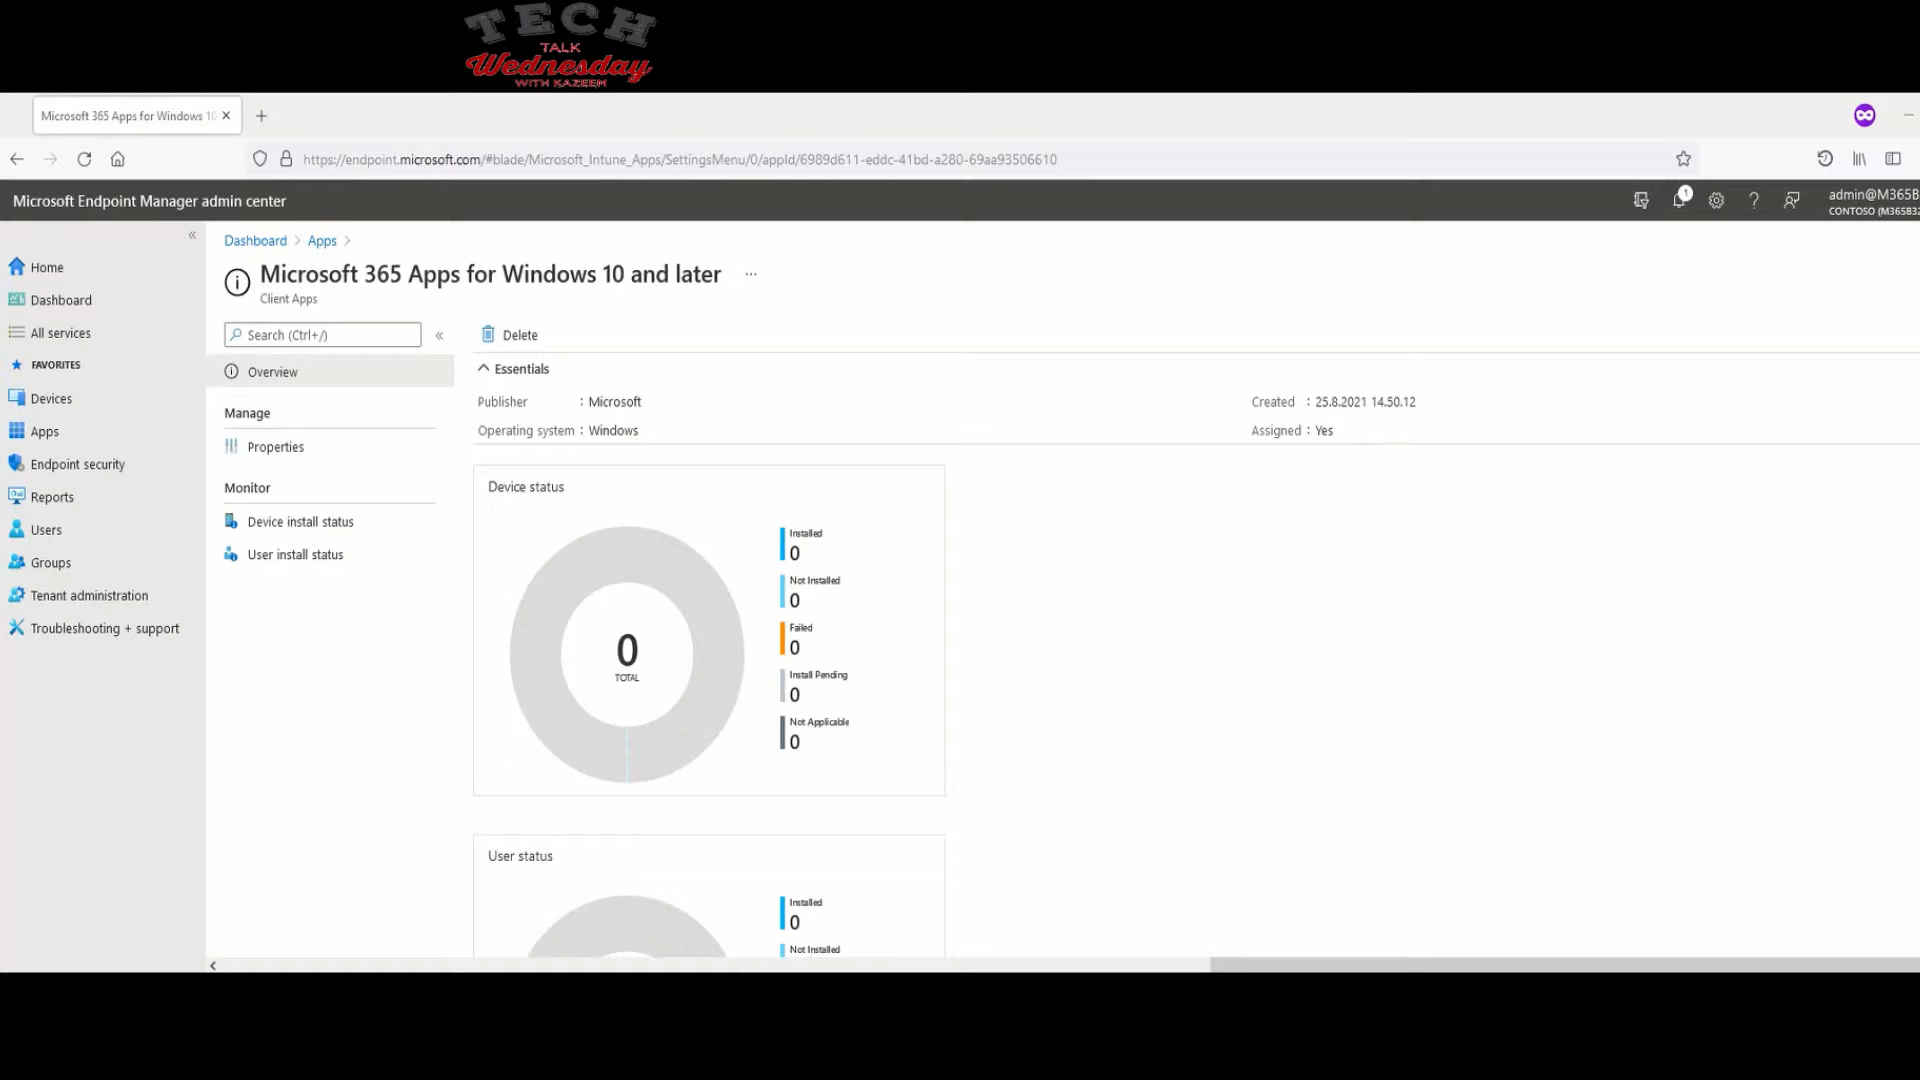 TECH
TALK
Wednesday
WITH KAZEEM
Microsoft 365 Apps for Windows 10
https://endpoint.microsoft.com/#blade/Microsoft_Intune_Apps/SettingsMenu/0/appId/6989d611-eddc-41bd-a280-69aa93506610
Microsoft Endpoint Manager admin center
1
admin@M365B
CONTOSO (M365B32
Home
Dashboard
All services
FAVORITES
Devices
Apps
Endpoint security
Reports
Users
Groups
Tenant administration
Troubleshooting + support
Dashboard > Apps >
Microsoft 365 Apps for Windows 10 and later ...
Client Apps
Search (Ctrl+/)
Overview
Manage
Properties
Monitor
Device install status
User install status
Delete
Essentials
Publisher : Microsoft
Operating system : Windows
Created : 25.8.2021 14.50.12
Assigned : Yes
Device status
0
TOTAL
Installed
0
Not Installed
0
Failed
0
Install Pending
0
Not Applicable
0
User status
Installed
0
Not Installed